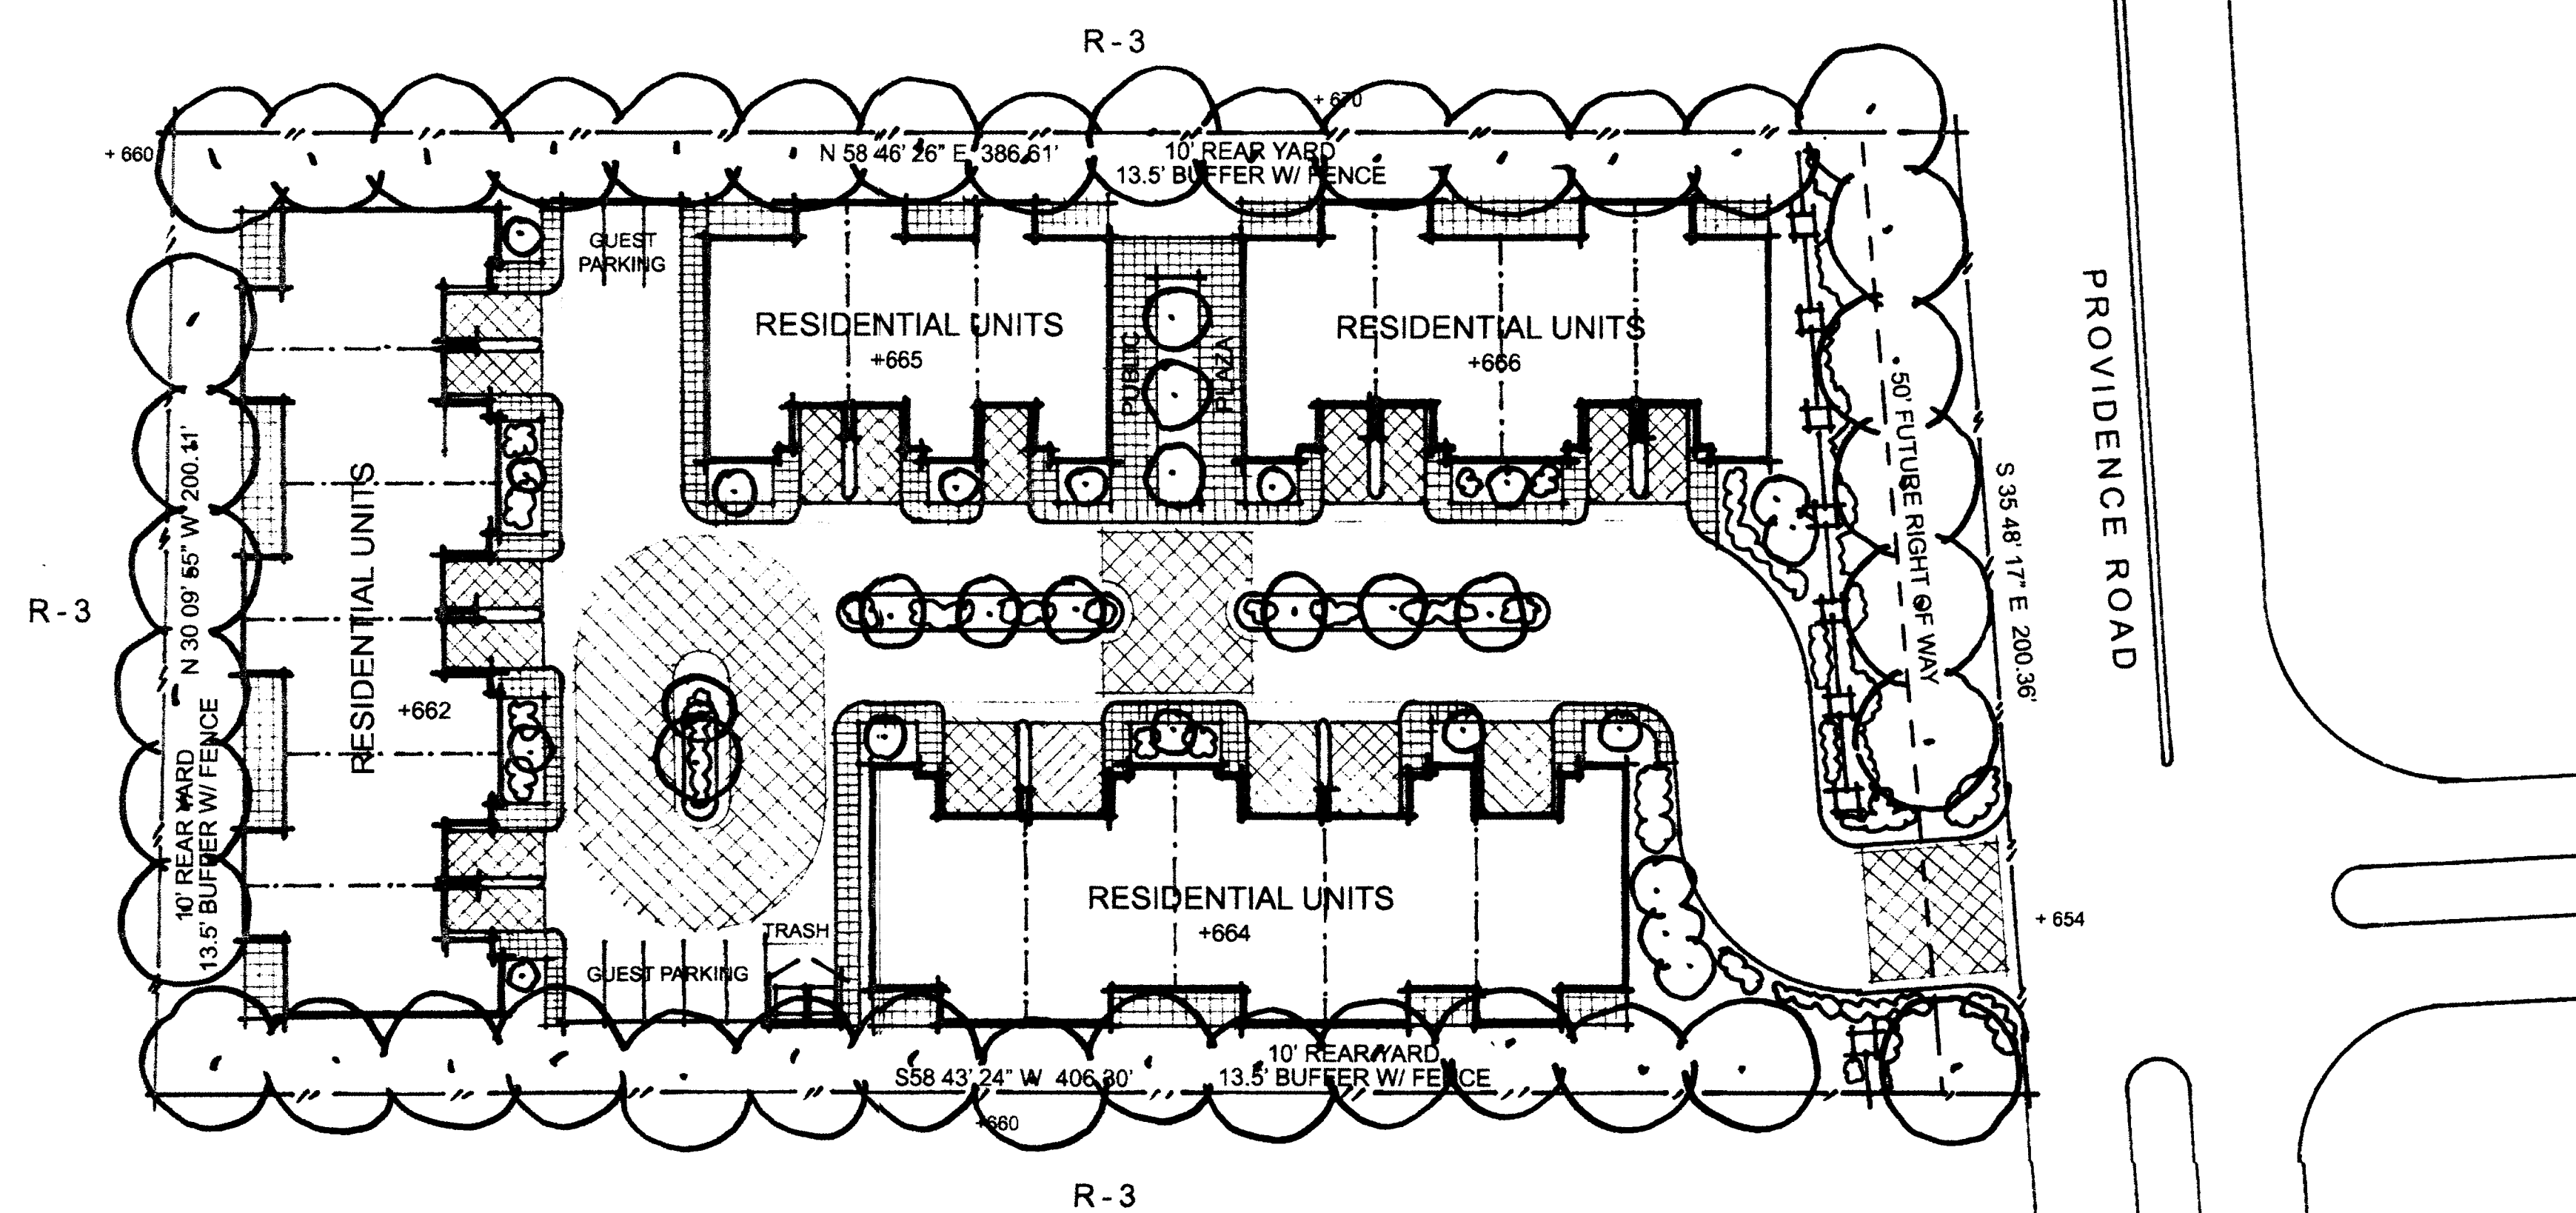 R-3
+ 670
+ 660
N 58 46' 26" E 386.61'
10' REAR YARD
13.5' BUFFER W/ FENCE
GUEST
PARKING
RESIDENTIAL UNITS
+665
PUBLIC
PLAZA
RESIDENTIAL UNITS
+666
50' FUTURE RIGHT OF WAY
S 35 48' 17" E 200.36'
PROVIDENCE ROAD
R-3
N 30 09' 55" W 200.11'
10' REAR YARD
13.5' BUFFER W/ FENCE
RESIDENTIAL UNITS
+662
RESIDENTIAL UNITS
+664
TRASH
GUEST PARKING
+ 654
S58 43' 24" W 406.30'
10' REAR YARD
13.5' BUFFER W/ FENCE
+660
R-3